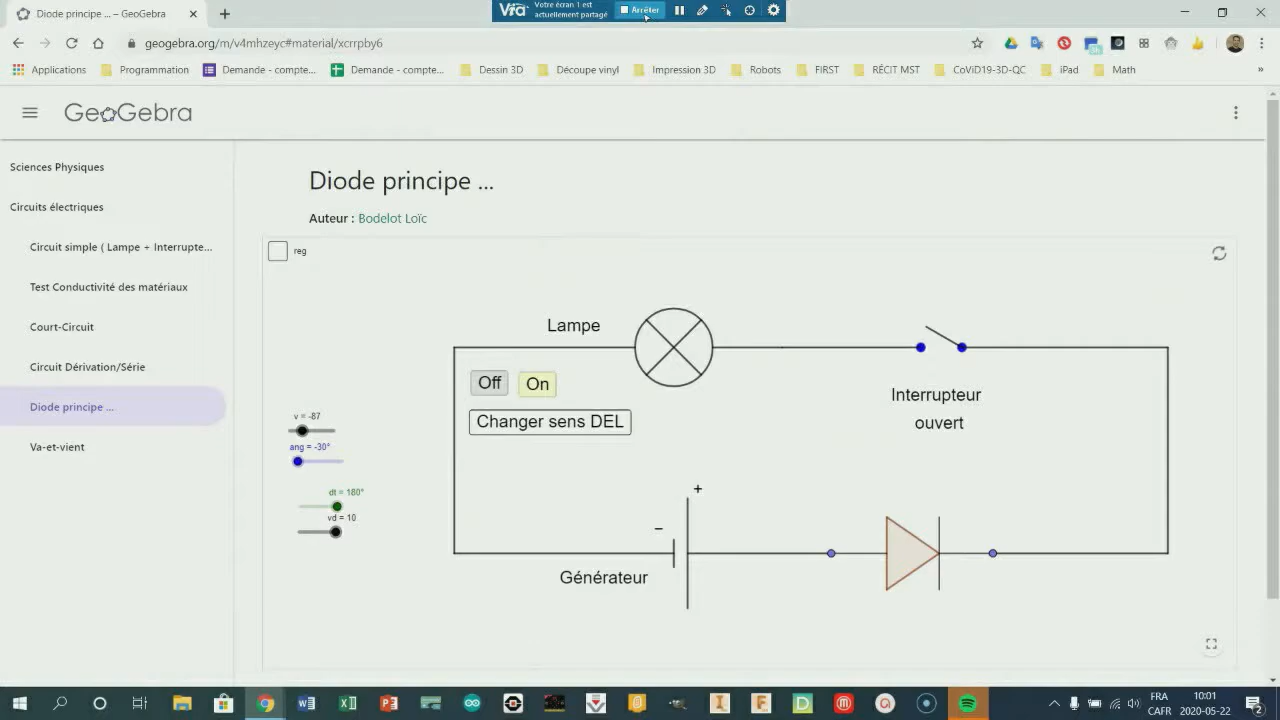 Diode principe ... – GeoGebra
Via
Votre écran 1 est
actuellement partagé
Arrêter
geogebra.org/m/v4mhzeyc#material/xcrrpby6
Applications
Programmation
Demande - compte...
Demande - compte...
Dessin 3D
Découpe vinyl
Impression 3D
Robots
FIRST
RÉCIT MST
CoViD19-3D-QC
iPad
Math
»
GeoGebra
Sciences Physiques
Circuits électriques
Circuit simple ( Lampe + Interrupte...
Test Conductivité des matériaux
Court-Circuit
Circuit Dérivation/Série
Diode principe ...
Va-et-vient
Diode principe ...
Auteur : Bodelot Loïc
reg
Lampe
Off
On
Changer sens DEL
Interrupteur
ouvert
v = -87
ang = -30°
dt = 180°
vd = 10
+
–
Générateur
FRA
CAFR
10:01
2020-05-22